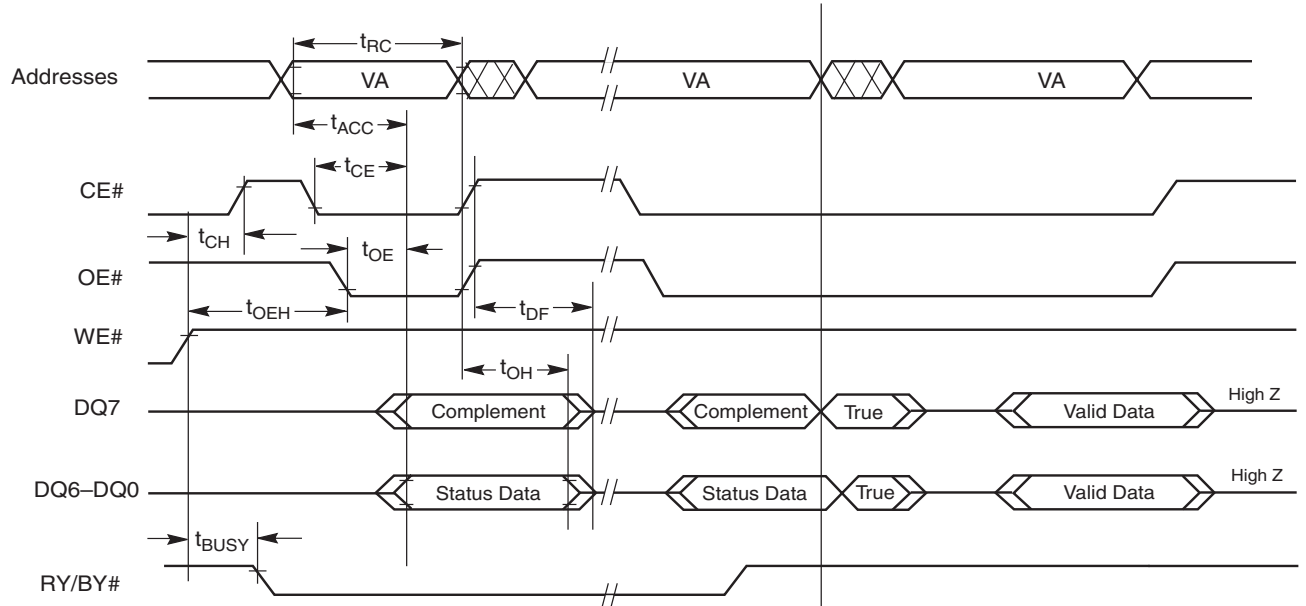 tRC
Addresses VA VA VA
tACC
tCE
CE#
tCH tOE
OE#
tOEH tDF
WE#
tOH
DQ7 Complement Complement True Valid Data High Z
DQ6–DQ0 Status Data Status Data True Valid Data High Z
tBUSY
RY/BY#